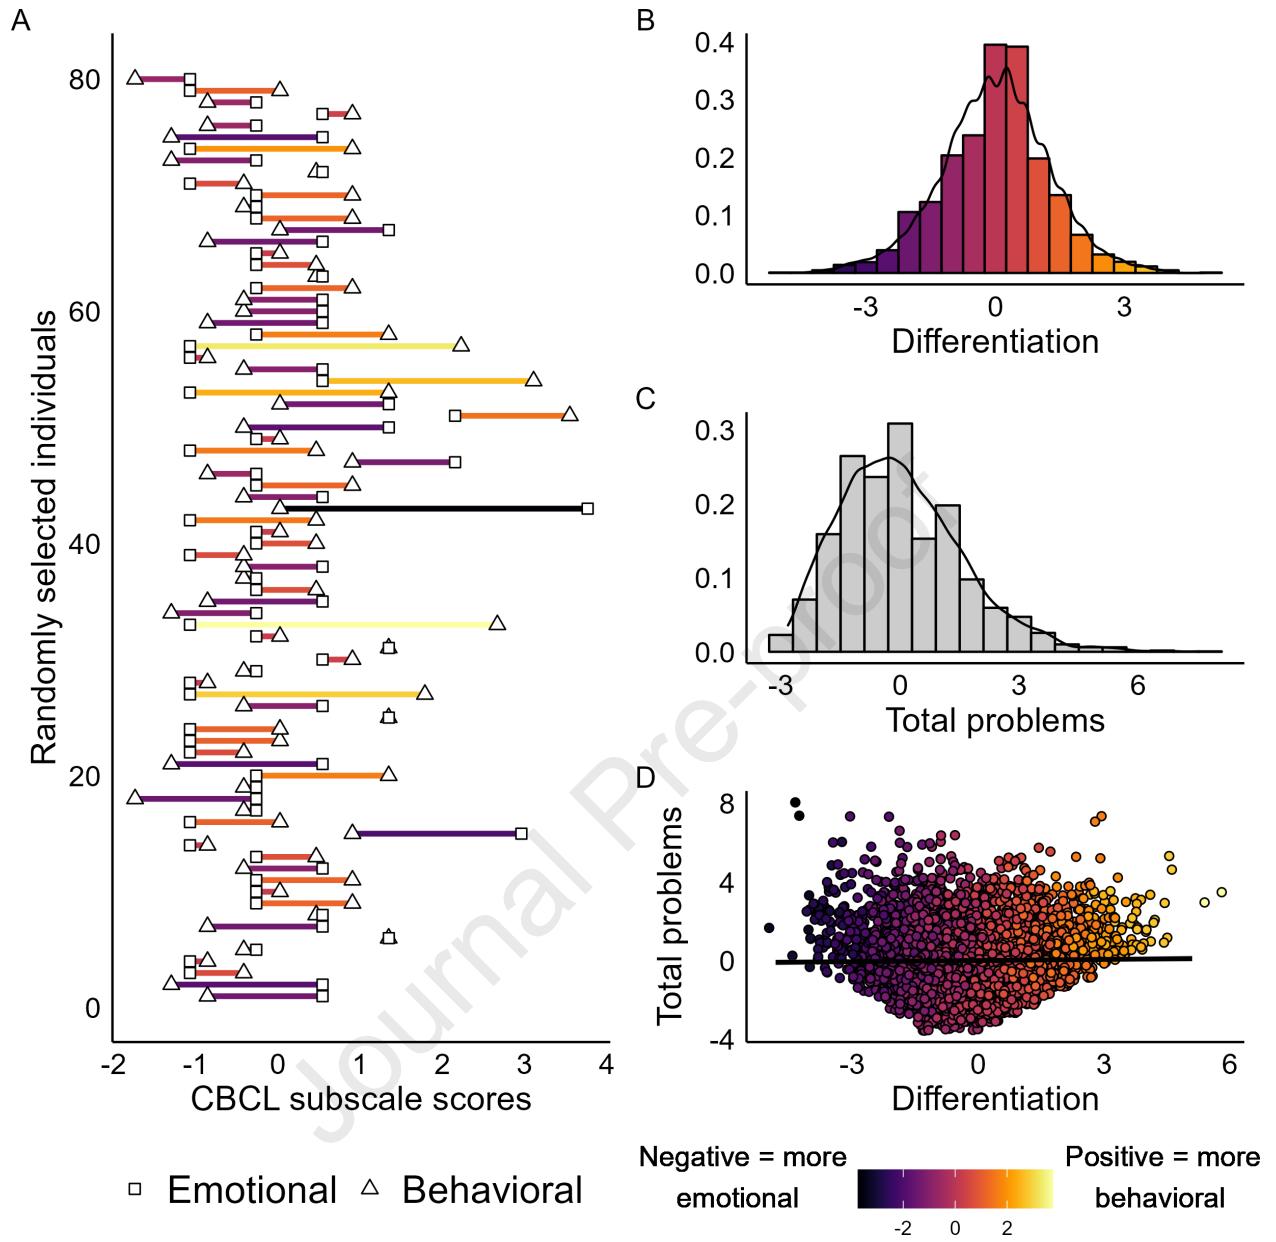 A
Randomly selected individuals
80
60
40
20
0
-2 -1 0 1 2 3 4
CBCL subscale scores
Emotional Behavioral
B
0.4
0.3
0.2
0.1
0.0
-3 0 3
Differentiation
C
0.3
0.2
0.1
0.0
-3 0 3 6
Total problems
D
Total problems
8
4
0
-4
-3 0 3 6
Differentiation
Negative = more
emotional
-2 0 2
Positive = more
behavioral
Journal Pre-proof